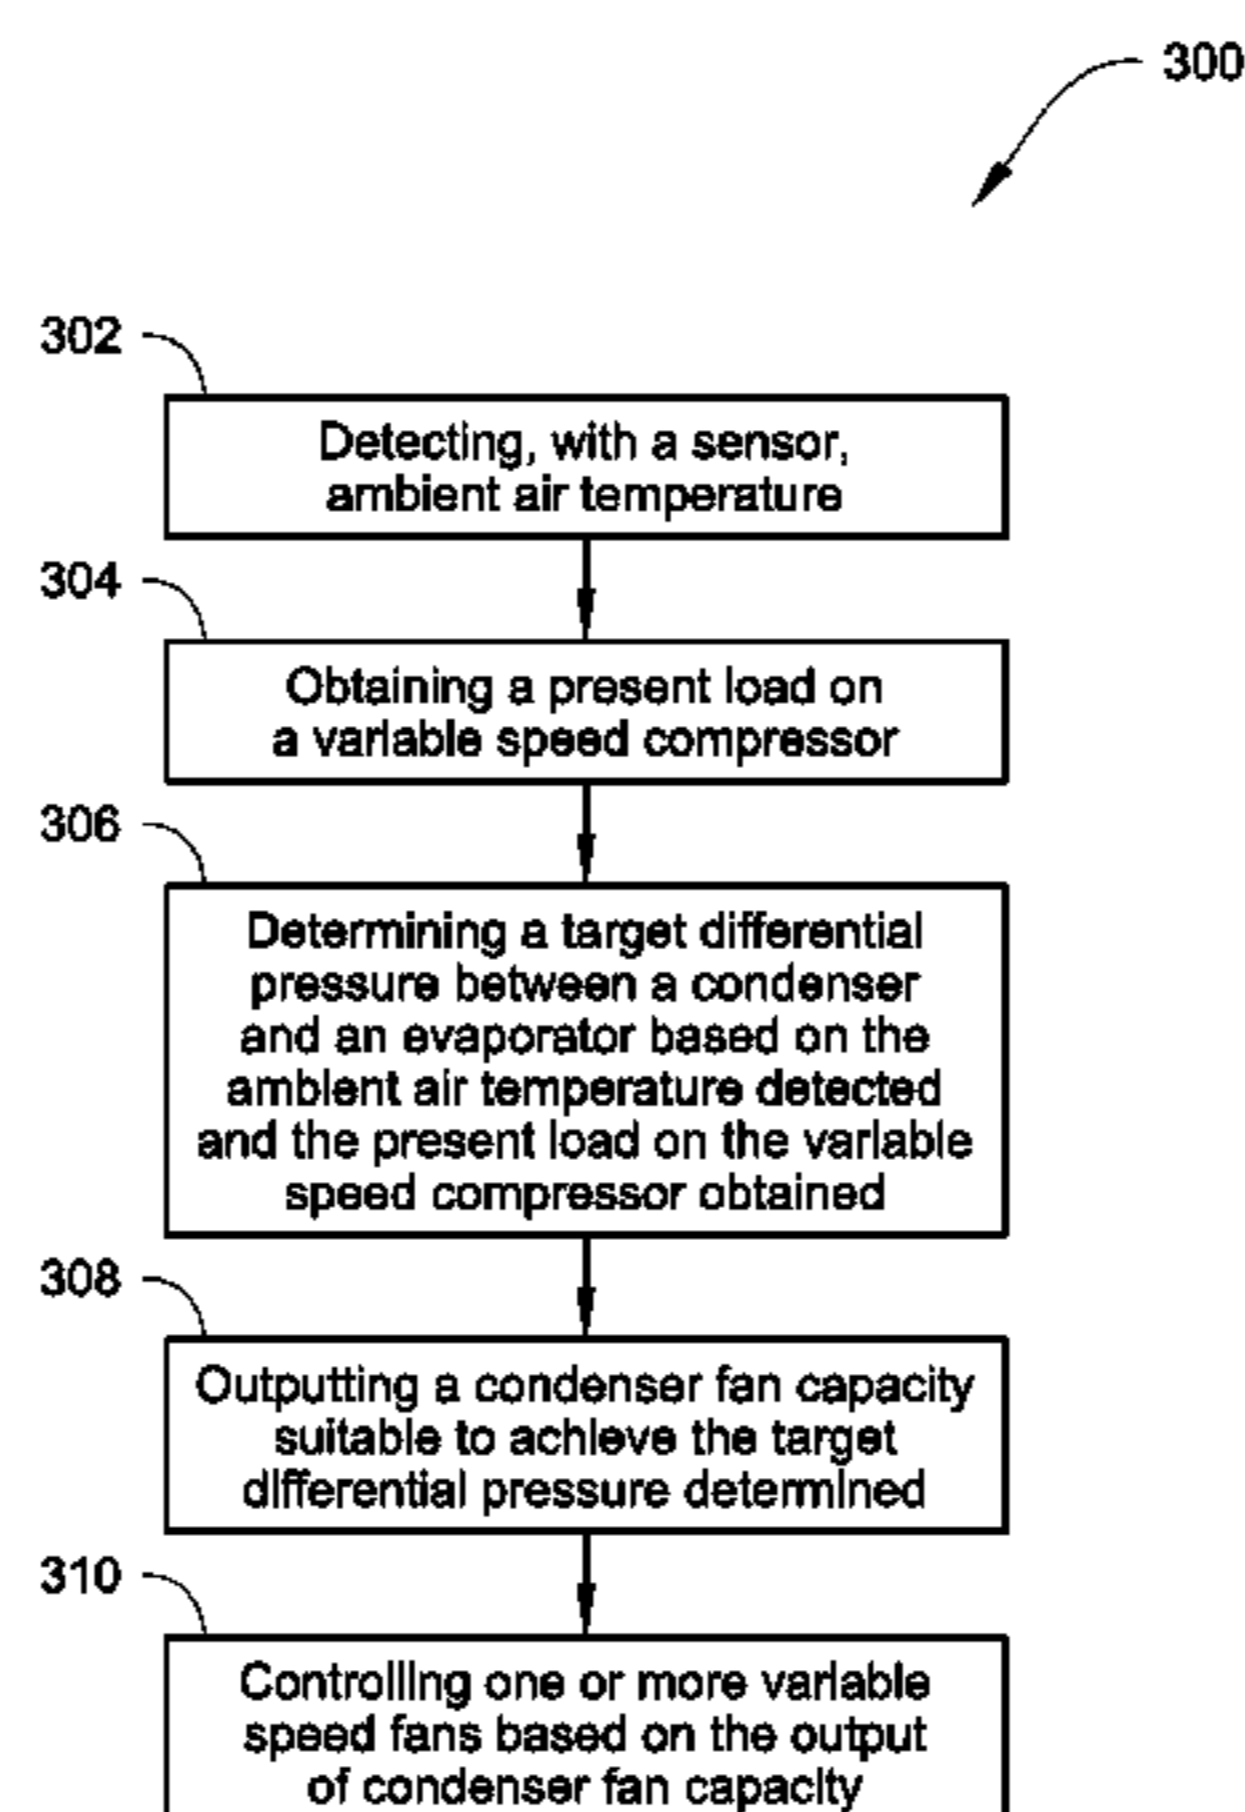 300
302
Detecting, with a sensor,
ambient air temperature
304
Obtaining a present load on
a variable speed compressor
306
Determining a target differential
pressure between a condenser
and an evaporator based on the
ambient air temperature detected
and the present load on the variable
speed compressor obtained
308
Outputting a condenser fan capacity
suitable to achieve the target
differential pressure determined
310
Controlling one or more variable
speed fans based on the output
of condenser fan capacity